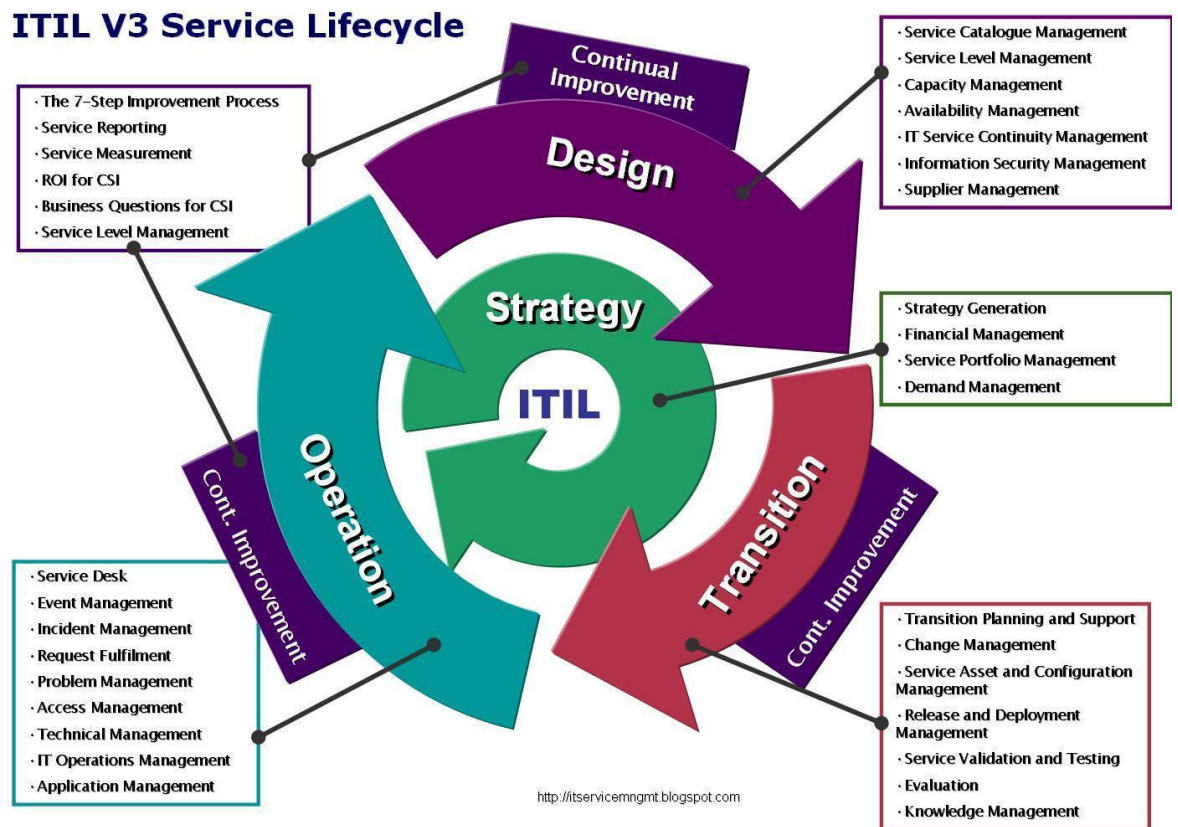 ITIL V3 Service Lifecycle
Continual
Improvement
· The 7-Step Improvement Process
· Service Reporting
· Service Measurement
· ROI for CSI
· Business Questions for CSI
· Service Level Management
· Service Catalogue Management
· Service Level Management
· Capacity Management
· Availability Management
· IT Service Continuity Management
· Information Security Management
· Supplier Management
Design
Strategy
ITIL
· Strategy Generation
· Financial Management
· Service Portfolio Management
· Demand Management
Operation
Cont. Improvement
Transition
Cont. Improvement
· Service Desk
· Event Management
· Incident Management
· Request Fulfilment
· Problem Management
· Access Management
· Technical Management
· IT Operations Management
· Application Management
· Transition Planning and Support
· Change Management
· Service Asset and Configuration
Management
· Release and Deployment
Management
· Service Validation and Testing
· Evaluation
· Knowledge Management
http://itservicemngmt.blogspot.com